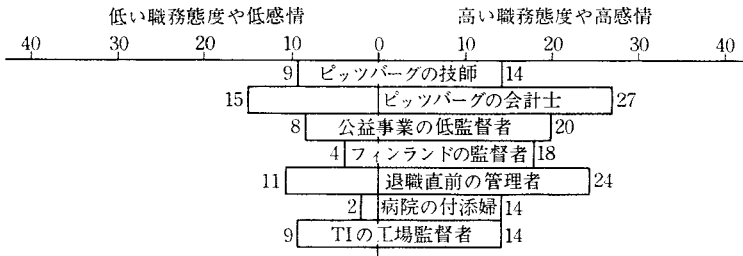 低い職務態度や低感情 高い職務態度や高感情
40 30 20 10 0 10 20 30 40
9 ピッツバーグの技師 14
15 ピッツバーグの会計士 27
8 公益事業の低監督者 20
4 フィンランドの監督者 18
11 退職直前の管理者 24
2 病院の付添婦 14
9 TIの工場監督者 14